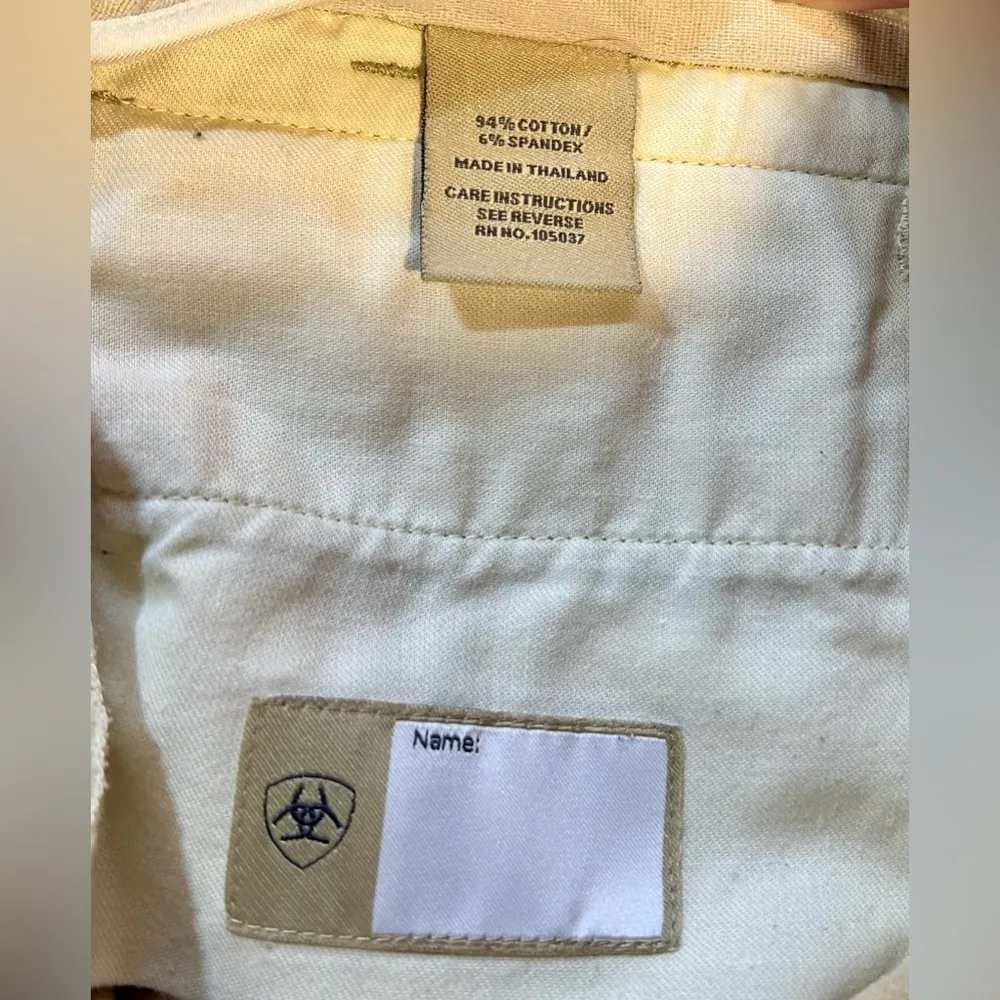 94% COTTON /
6% SPANDEX
MADE IN THAILAND
CARE INSTRUCTIONS
SEE REVERSE
RN NO. 105037
Name: